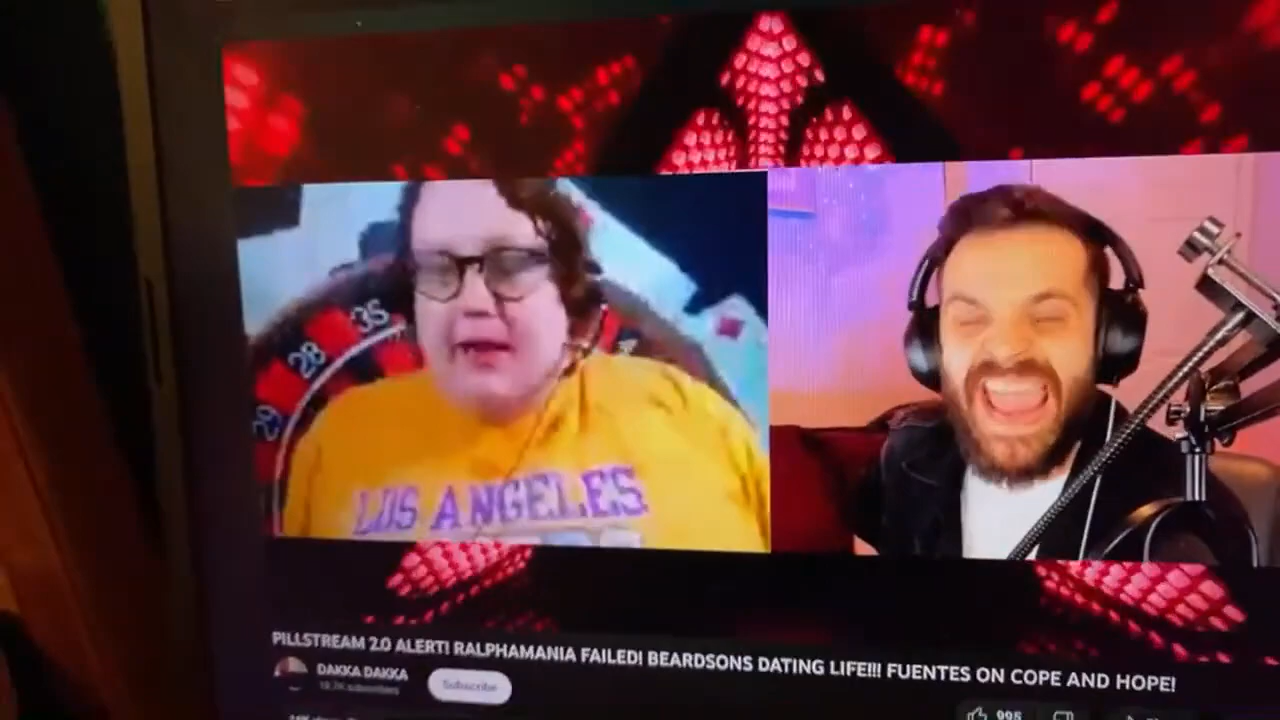 35
28
29
LOS ANGELES
PILLSTREAM 2.0 ALERT! RALPHAMANIA FAILED! BEARDSONS DATING LIFE!!! FUENTES ON COPE AND HOPE!
DAKKA DAKKA
Subscribe
995